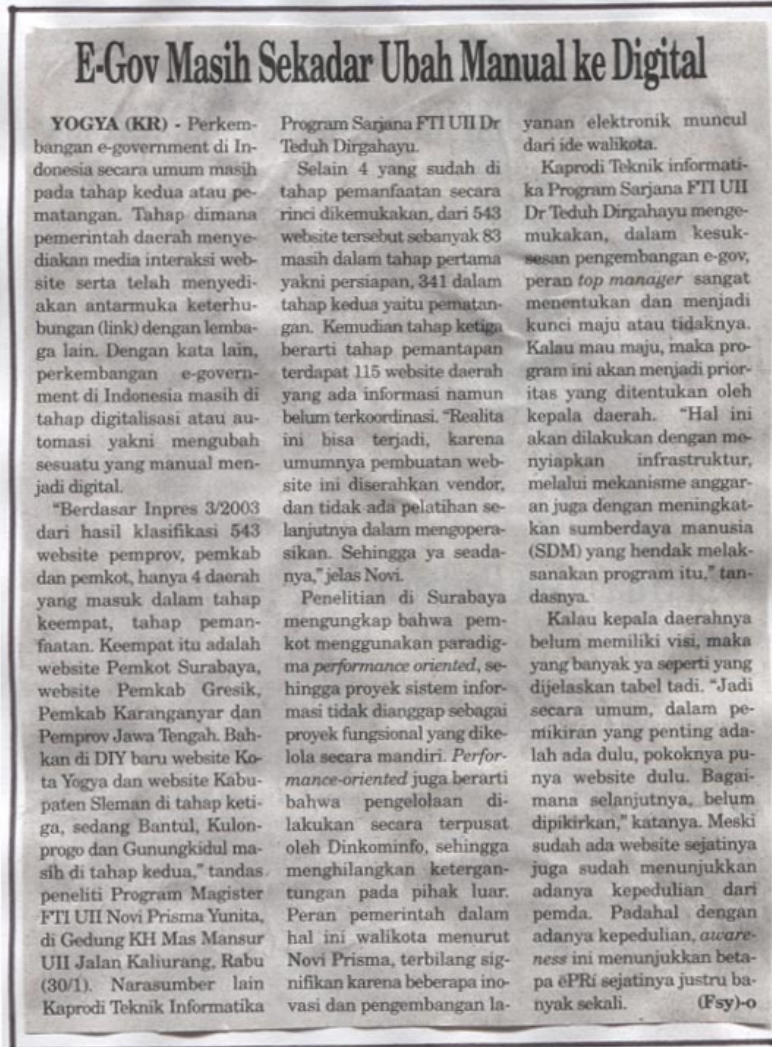 E-Gov Masih Sekadar Ubah Manual ke Digital
YOGYA (KR) - Perkem-
bangan e-government di In-
donesia secara umum masih
pada tahap kedua atau pe-
matangan. Tahap dimana
pemerintah daerah menye-
diakan media interaksi web-
site serta telah menyedi-
akan antarmuka keterhu-
bungan (link) dengan lemba-
ga lain. Dengan kata lain,
perkembangan e-govern-
ment di Indonesia masih di
tahap digitalisasi atau au-
tomasi yakni mengubah
sesuatu yang manual men-
jadi digital.
"Berdasar Inpres 3/2003
dari hasil klasifikasi 543
website pemprov, pemkab
dan pemkot, hanya 4 daerah
yang masuk dalam tahap
keempat, tahap peman-
faatan. Keempat itu adalah
website Pemkot Surabaya,
website Pemkab Gresik,
Pemkab Karanganyar dan
Pemprov Jawa Tengah. Bah-
kan di DIY baru website Ko-
ta Yogya dan website Kabu-
paten Sleman di tahap keti-
ga, sedang Bantul, Kulon-
progo dan Gunungkidul ma-
sih di tahap kedua," tandas
peneliti Program Magister
FTI UII Novi Prisma Yunita,
di Gedung KH Mas Mansur
UII Jalan Kaliurang, Rabu
(30/1). Narasumber lain
Kaprodi Teknik Informatika
Program Sarjana FTI UII Dr
Teduh Dirgahayu.
Selain 4 yang sudah di
tahap pemanfaatan secara
rinci dikemukakan, dari 543
website tersebut sebanyak 83
masih dalam tahap pertama
yakni persiapan, 341 dalam
tahap kedua yaitu pematan-
gan. Kemudian tahap ketiga
berarti tahap pemantapan
terdapat 115 website daerah
yang ada informasi namun
belum terkoordinasi. "Realita
ini bisa terjadi, karena
umumnya pembuatan web-
site ini diserahkan vendor,
dan tidak ada pelatihan se-
lanjutnya dalam mengopera-
sikan. Sehingga ya seada-
nya," jelas Novi.
Penelitian di Surabaya
mengungkap bahwa pem-
kot menggunakan paradig-
ma performance oriented, se-
hingga proyek sistem infor-
masi tidak dianggap sebagai
proyek fungsional yang dike-
lola secara mandiri. Perfor-
mance-oriented juga berarti
bahwa pengelolaan di-
lakukan secara terpusat
oleh Dinkominfo, sehingga
menghilangkan ketergan-
tungan pada pihak luar.
Peran pemerintah dalam
hal ini walikota menurut
Novi Prisma, terbilang sig-
nifikan karena beberapa ino-
vasi dan pengembangan la-
yanan elektronik muncul
dari ide walikota.
Kaprodi Teknik informati-
ka Program Sarjana FTI UII
Dr Teduh Dirgahayu menge-
mukakan, dalam kesuk-
sesan pengembangan e-gov,
peran top manager sangat
menentukan dan menjadi
kunci maju atau tidaknya.
Kalau mau maju, maka pro-
gram ini akan menjadi prior-
itas yang ditentukan oleh
kepala daerah. "Hal ini
akan dilakukan dengan me-
nyiapkan infrastruktur,
melalui mekanisme anggar-
an juga dengan meningkat-
kan sumberdaya manusia
(SDM) yang hendak melak-
sanakan program itu," tan-
dasnya.
Kalau kepala daerahnya
belum memiliki visi, maka
yang banyak ya seperti yang
dijelaskan tabel tadi. "Jadi
secara umum, dalam pe-
mikiran yang penting ada-
lah ada dulu, pokoknya pu-
nya website dulu. Bagai-
mana selanjutnya, belum
dipikirkan," katanya. Meski
sudah ada website sejatinya
juga sudah menunjukkan
adanya kepedulian dari
pemda. Padahal dengan
adanya kepedulian, aware-
ness ini menunjukkan beta-
pa ëPRí sejatinya justru ba-
nyak sekali. (Fsy)-o